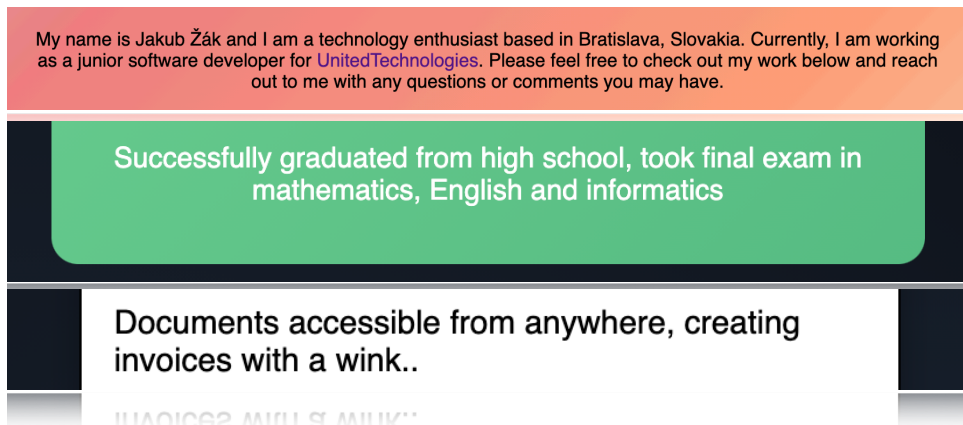 My name is Jakub Žák and I am a technology enthusiast based in Bratislava, Slovakia. Currently, I am working
as a junior software developer for UnitedTechnologies. Please feel free to check out my work below and reach
out to me with any questions or comments you may have.
Successfully graduated from high school, took final exam in
mathematics, English and informatics
Documents accessible from anywhere, creating
invoices with a wink..
invoices with a wink..